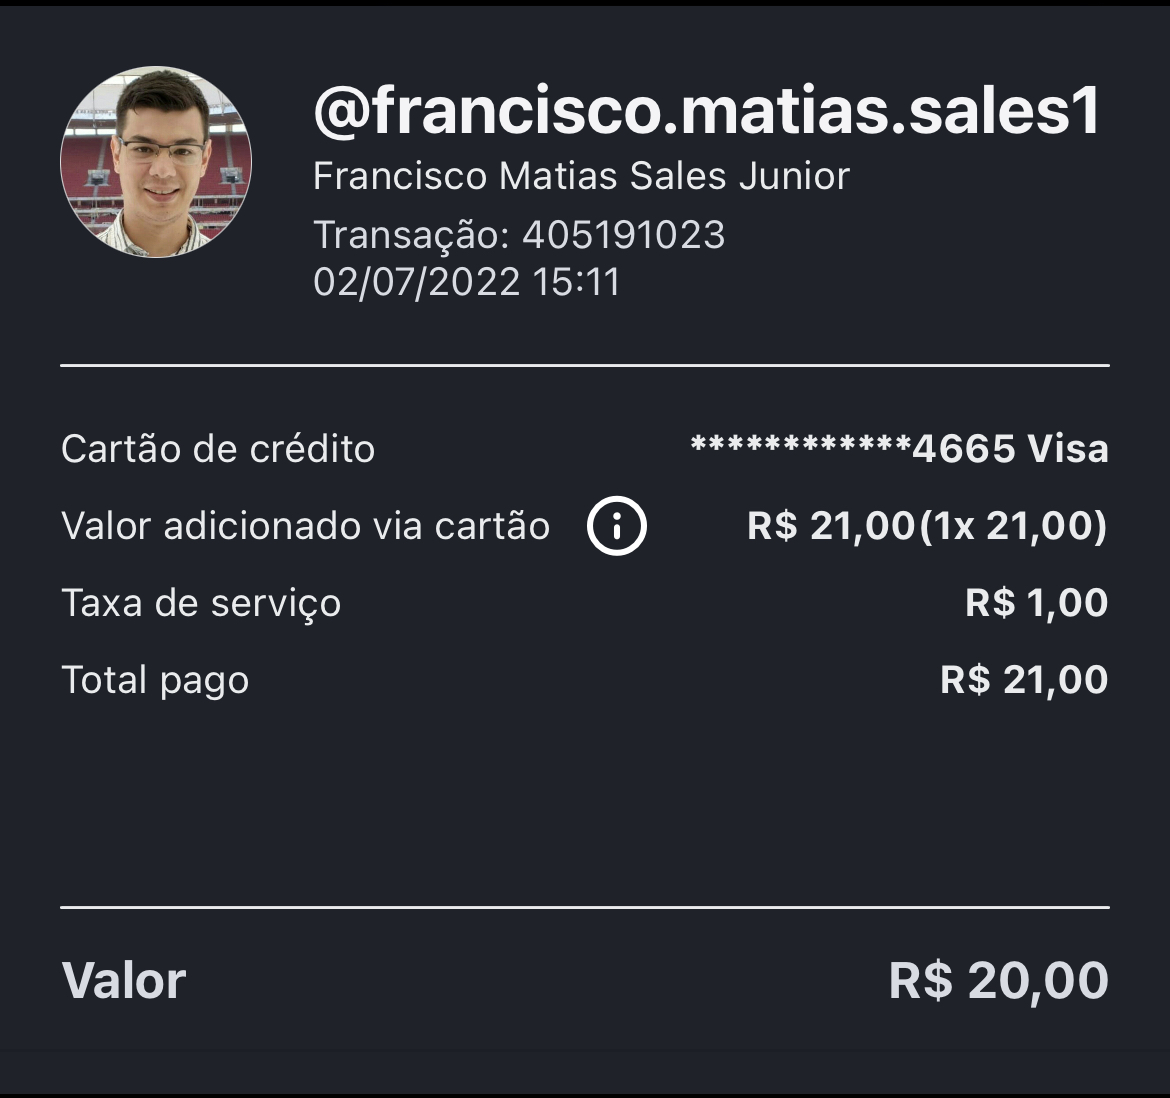 @francisco.matias.sales1
Francisco Matias Sales Junior
Transação: 405191023
02/07/2022 15:11
Cartão de crédito ************4665 Visa
Valor adicionado via cartão R$ 21,00(1x 21,00)
Taxa de serviço R$ 1,00
Total pago R$ 21,00
Valor R$ 20,00